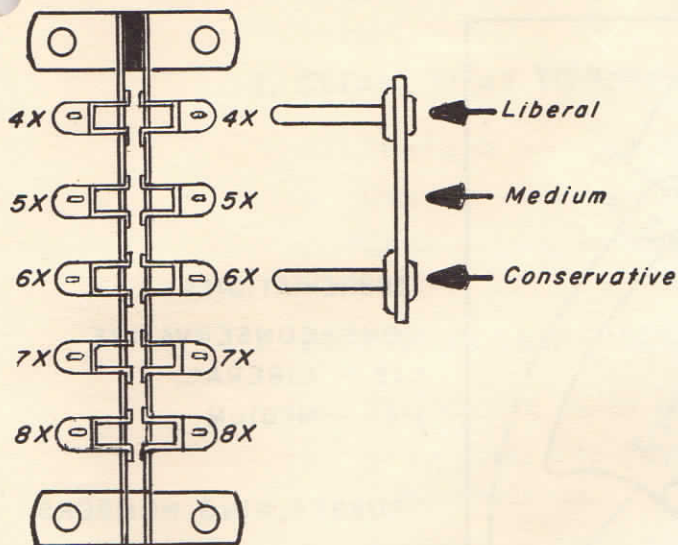 4X 4X Liberal
5X 5X Medium
6X 6X Conservative
7X 7X
8X 8X